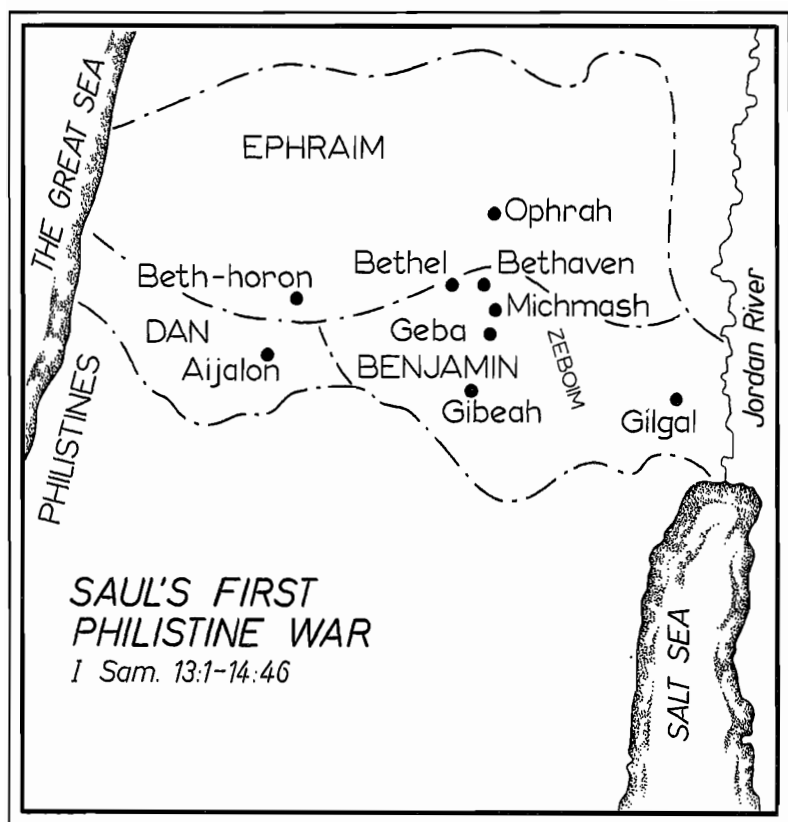 THE GREAT SEA
EPHRAIM
Ophrah
Bethel
Bethaven
Beth-horon
Michmash
DAN
Geba
ZEBOIM
Aijalon
BENJAMIN
Gibeah
Gilgal
Jordan River
PHILISTINES
SAUL'S FIRST
PHILISTINE WAR
I Sam. 13:1-14:46
SALT SEA